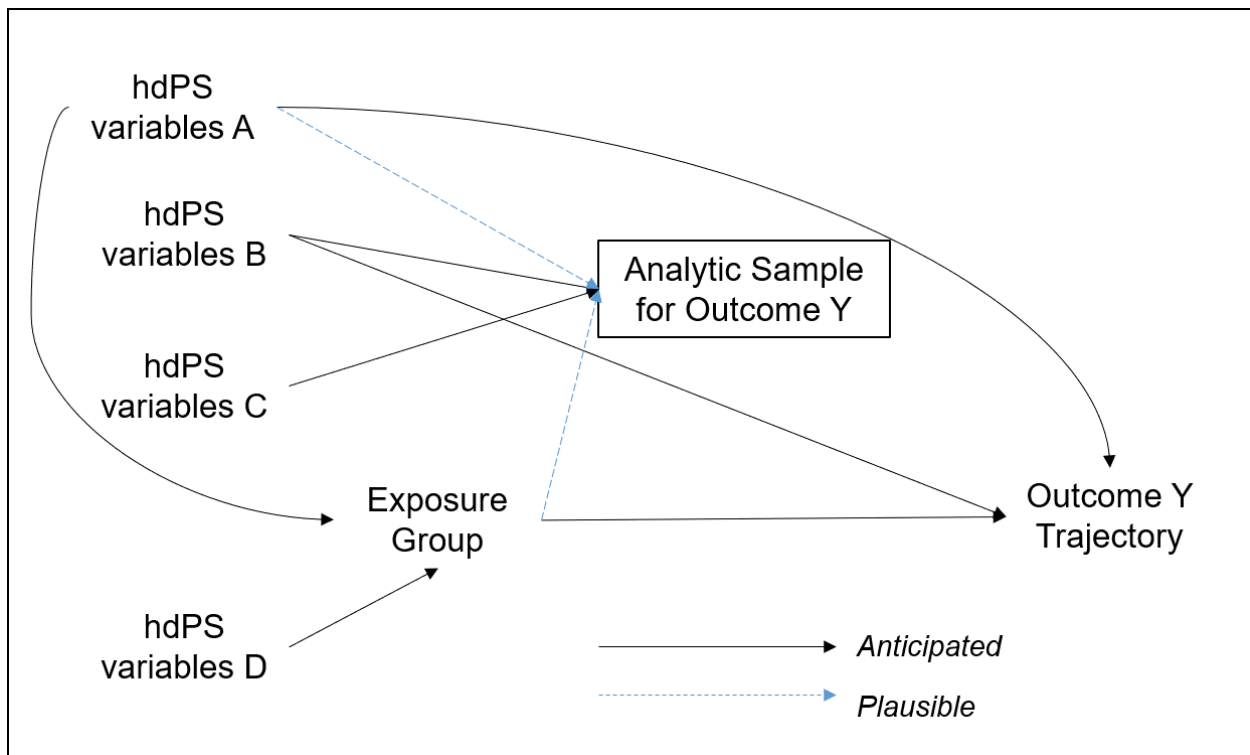 hdPS
variables A
hdPS
variables B
Analytic Sample
for Outcome Y
hdPS
variables C
Exposure
Group
Outcome Y
Trajectory
hdPS
variables D
Anticipated
Plausible